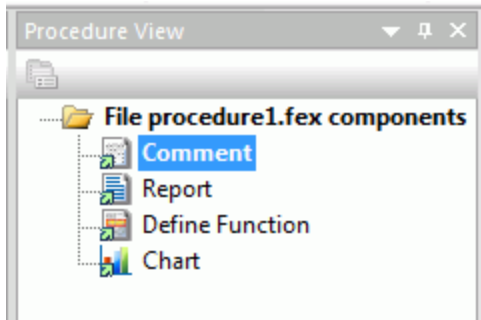 Procedure View
File procedure1.fex components
Comment
Report
Define Function
Chart